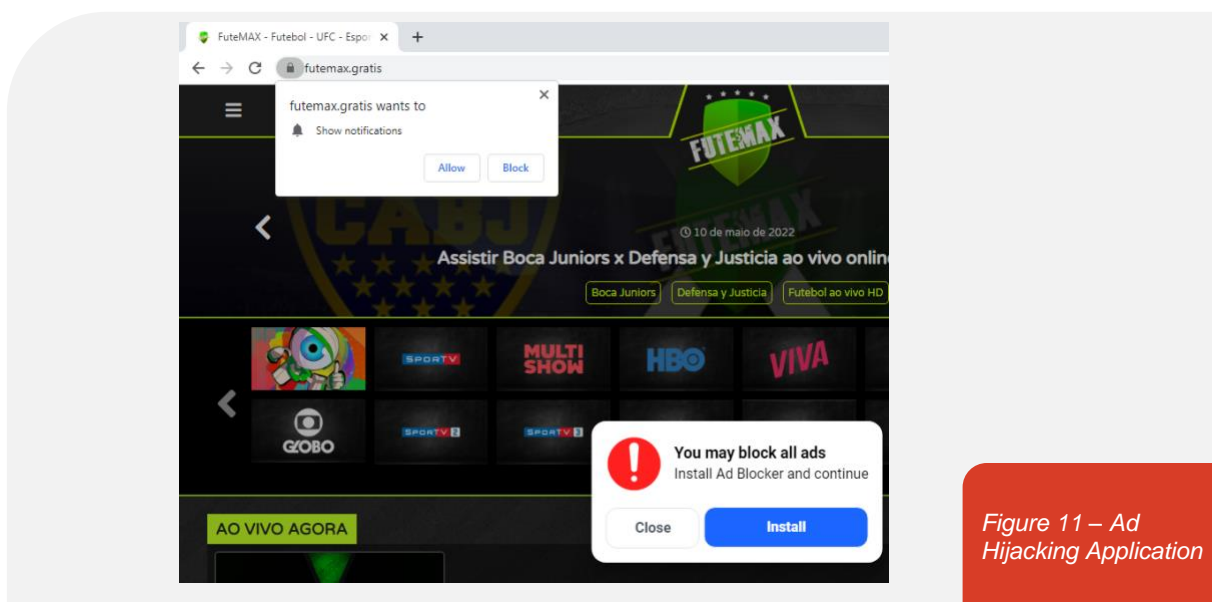 FuteMAX - Futebol - UFC - Espor
futemax.gratis
futemax.gratis wants to
Show notifications
Allow Block
FUTEMAX
CABJ
FUTEMAX
10 de maio de 2022
Assistir Boca Juniors x Defensa y Justicia ao vivo onlin
Boca Juniors Defensa y Justicia Futebol ao vivo HD
SPORTV MULTI SHOW HBO VIVA
GLOBO SPORTV 2 SPORTV 3
You may block all ads
Install Ad Blocker and continue
Close Install
AO VIVO AGORA
Figure 11 – Ad
Hijacking Application